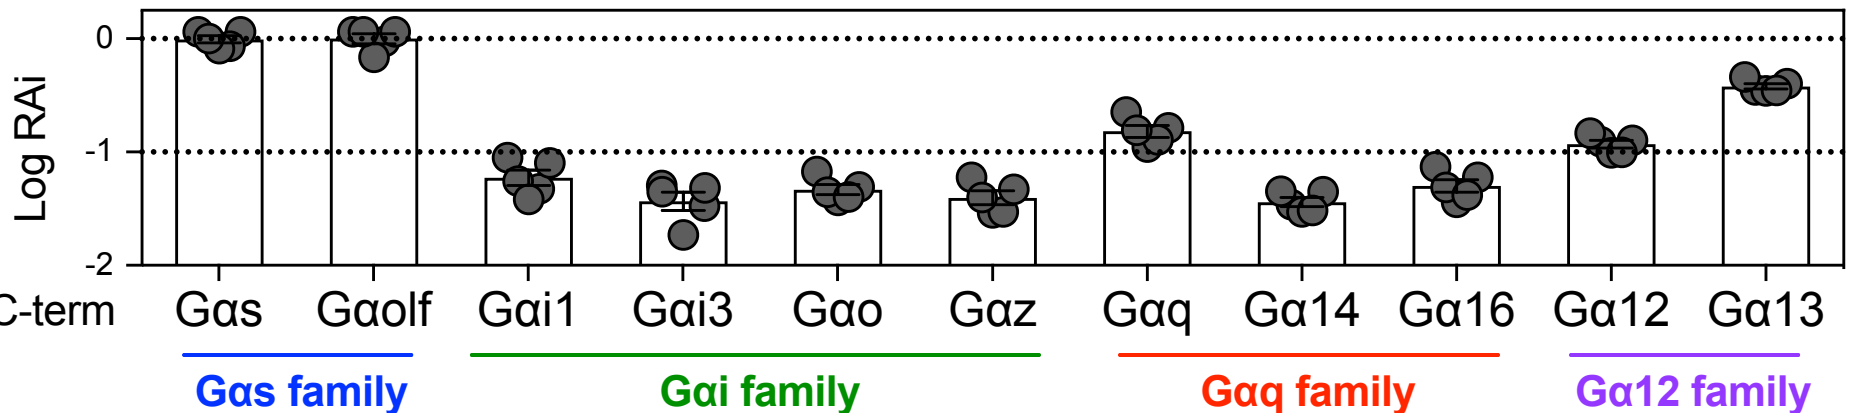 Log RAi
0
-1
-2
C-term Gαs Gαolf Gαi1 Gαi3 Gαo Gαz Gαq Gα14 Gα16 Gα12 Gα13
Gαs family Gαi family Gαq family Gα12 family